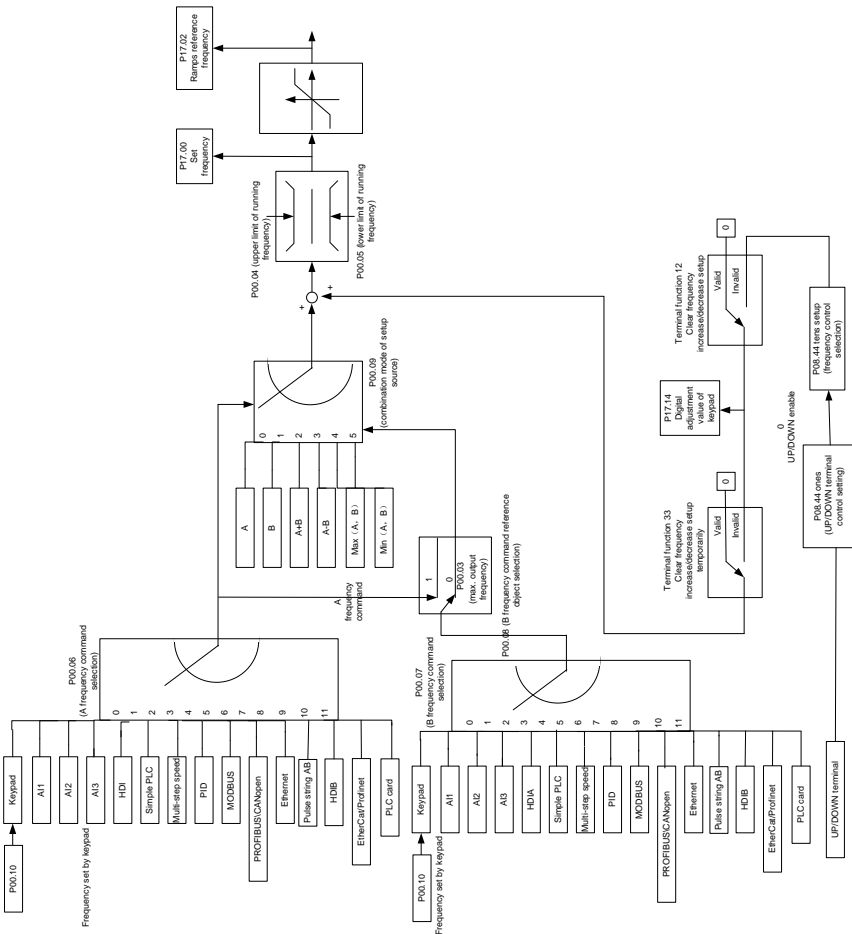 P00.10
Frequency set by keypad
Keypad
AI1
AI2
AI3
HDI
Simple PLC
Multi-step speed
PID
MODBUS
PROFIBUS\CANopen
Ethernet
Pulse string AB
HDIB
EtherCat/Profinet
PLC card
P00.06
(A frequency command
selection)
0
1
2
3
4
5
6
7
8
9
10
11
A
frequency
command
A
B
A+B
A-B
Max（A，B）
Min（A，B）
0
1
2
3
4
5
P00.09
(combination mode of setup
source)
+
+
P00.04 (upper limit of running
frequency)
P00.05 (lower limit of running
frequency)
P17.00
Set
frequency
P17.02
Ramps reference
frequency
P00.10
Frequency set by keypad
Keypad
AI1
AI2
AI3
HDIA
Simple PLC
Multi-step speed
PID
MODBUS
PROFIBUS\CANopen
Ethernet
Pulse string AB
HDIB
EtherCat/Profinet
PLC card
P00.07
(B frequency command
selection)
0
1
2
3
4
5
6
7
8
9
10
11
1
0
P00.03
(max. output
frequency)
P00.08 (B frequency command reference
object selection)
UP/DOWN terminal
P08.44 ones
(UP/DOWN terminal
control setting)
0
UP/DOWN enable
P08.44 tens setup
(frequency control
selection)
Terminal function 33
Clear frequency
increase/decrease setup
temporarily
Valid
Invalid
0
P17.14
Digital
adjustment
value of
keypad
Terminal function 12
Clear frequency
increase/decrease setup
Valid
Invalid
0